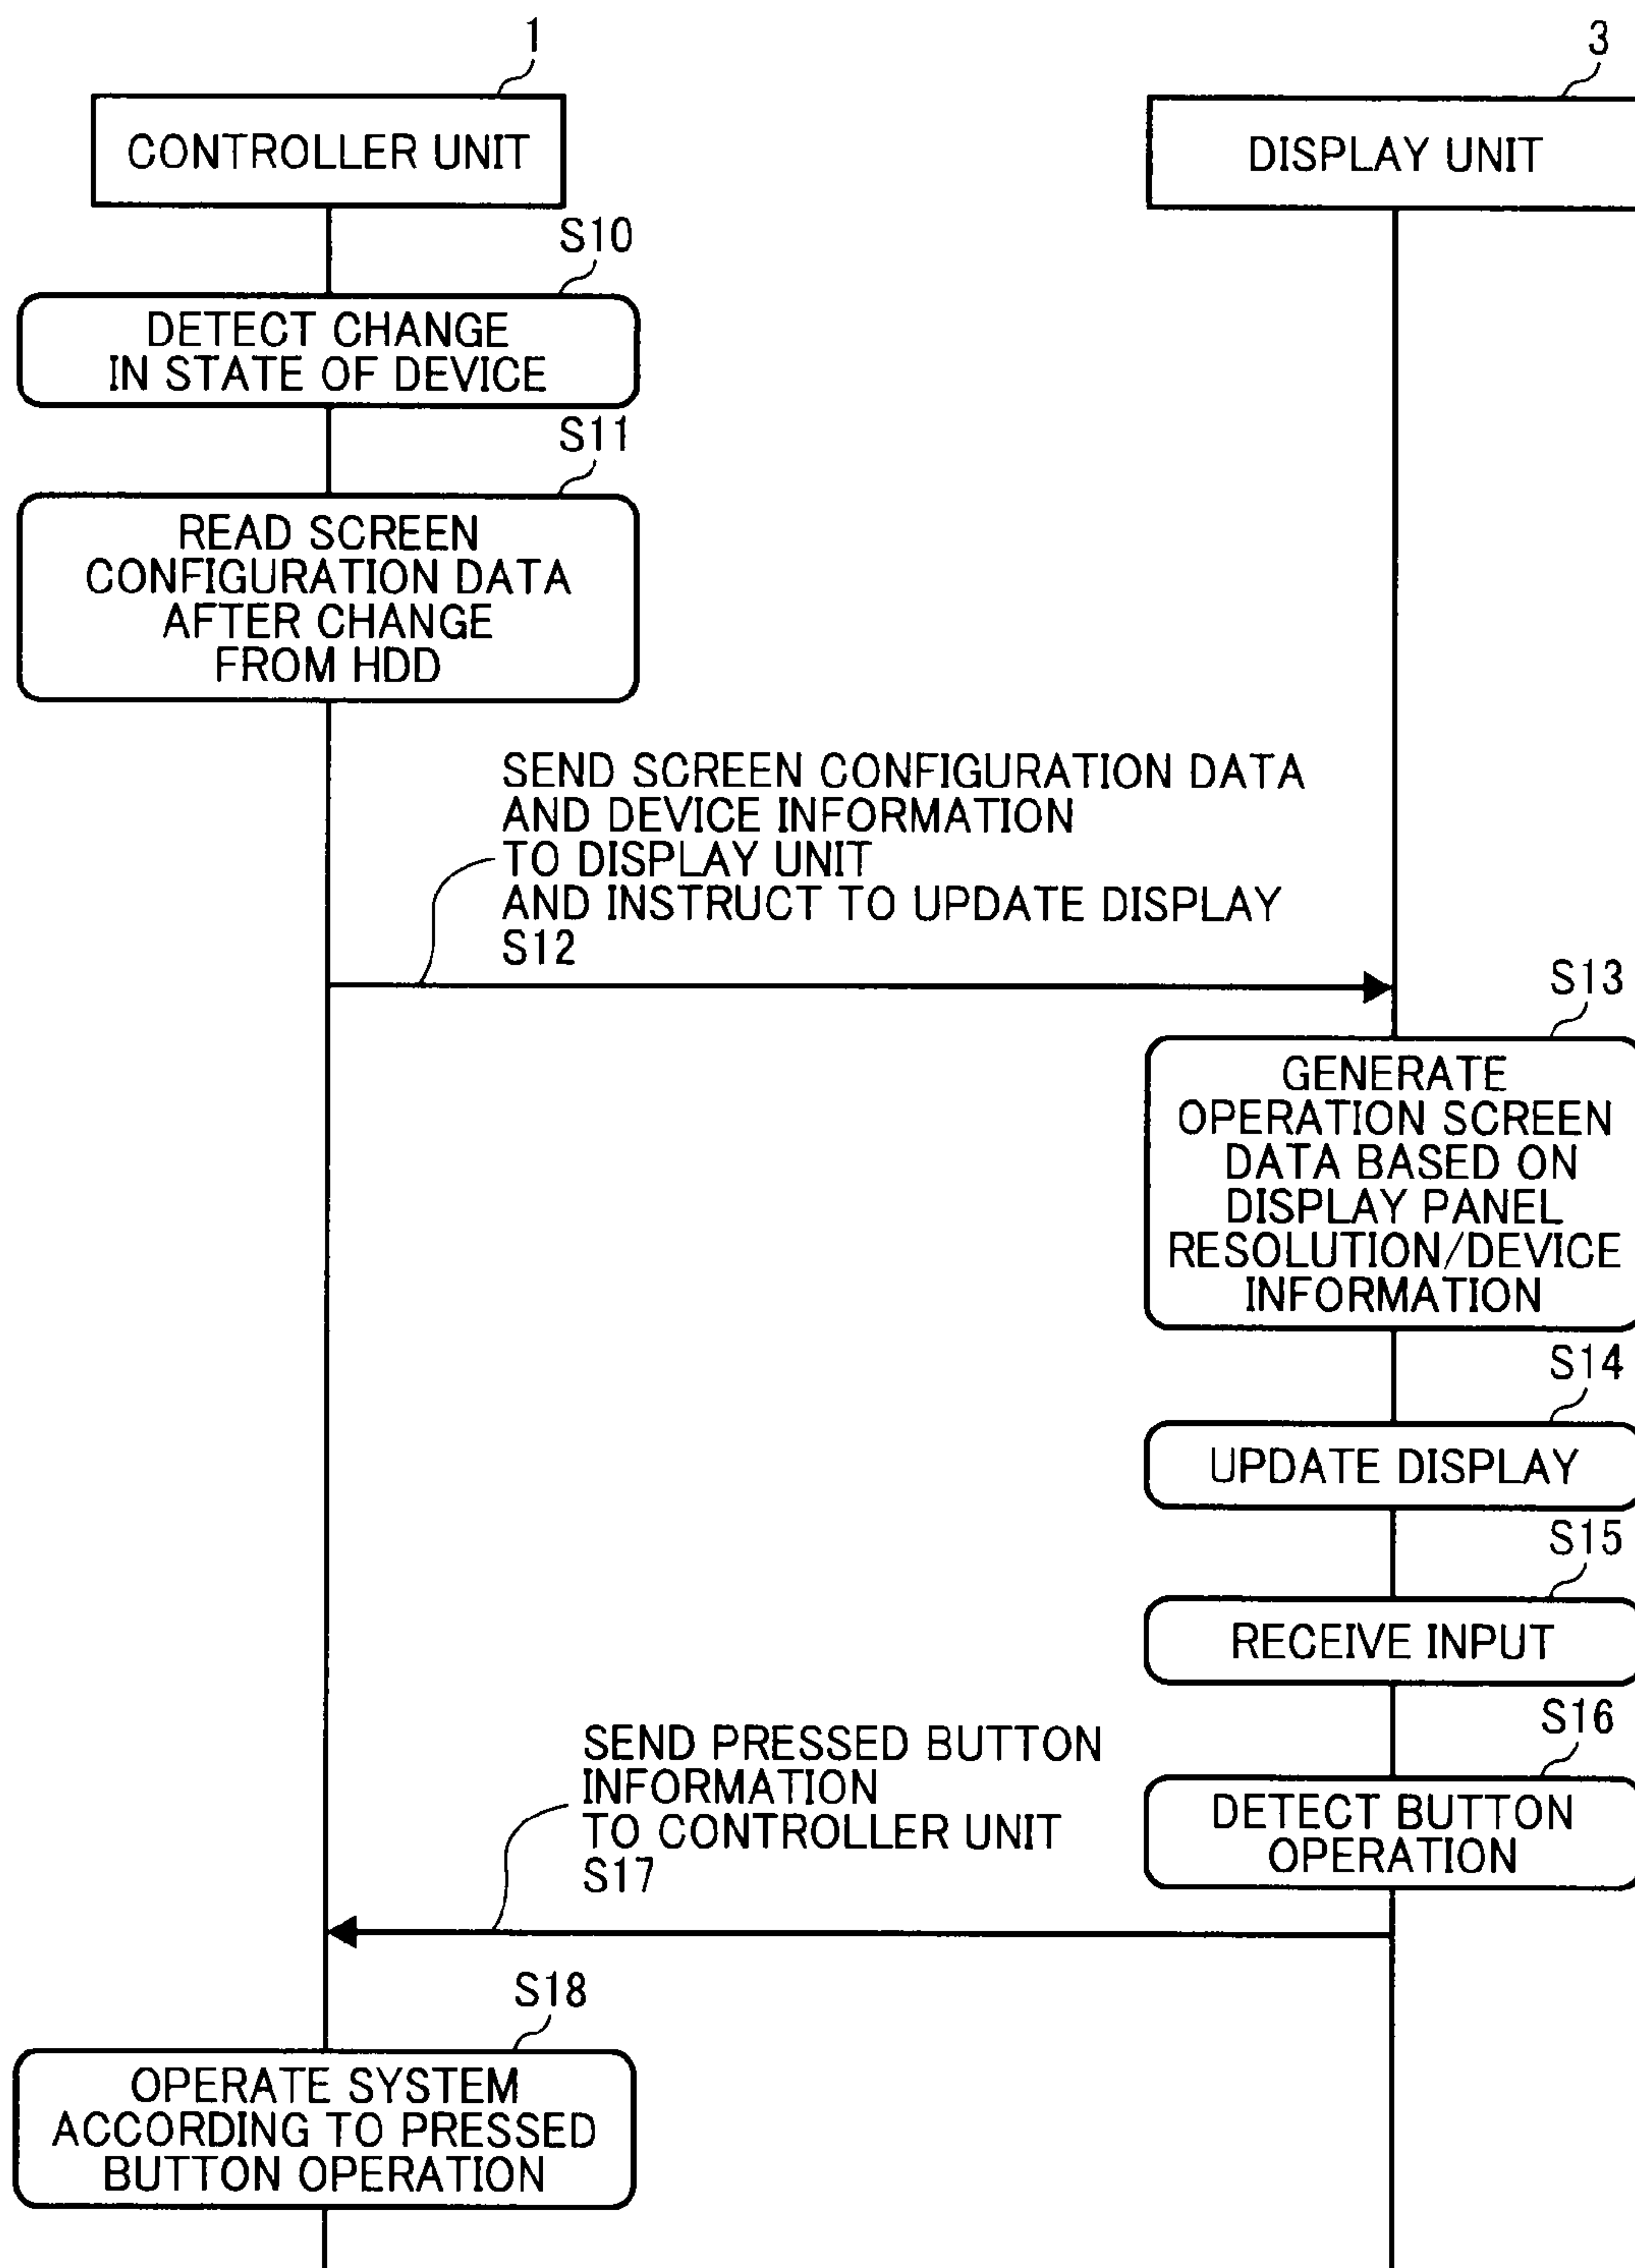 1
3
CONTROLLER UNIT
DISPLAY UNIT
S10
DETECT CHANGE
IN STATE OF DEVICE
S11
READ SCREEN
CONFIGURATION DATA
AFTER CHANGE
FROM HDD
SEND SCREEN CONFIGURATION DATA
AND DEVICE INFORMATION
TO DISPLAY UNIT
AND INSTRUCT TO UPDATE DISPLAY
S12
S13
GENERATE
OPERATION SCREEN
DATA BASED ON
DISPLAY PANEL
RESOLUTION/DEVICE
INFORMATION
S14
UPDATE DISPLAY
S15
RECEIVE INPUT
S16
DETECT BUTTON
OPERATION
SEND PRESSED BUTTON
INFORMATION
TO CONTROLLER UNIT
S17
S18
OPERATE SYSTEM
ACCORDING TO PRESSED
BUTTON OPERATION